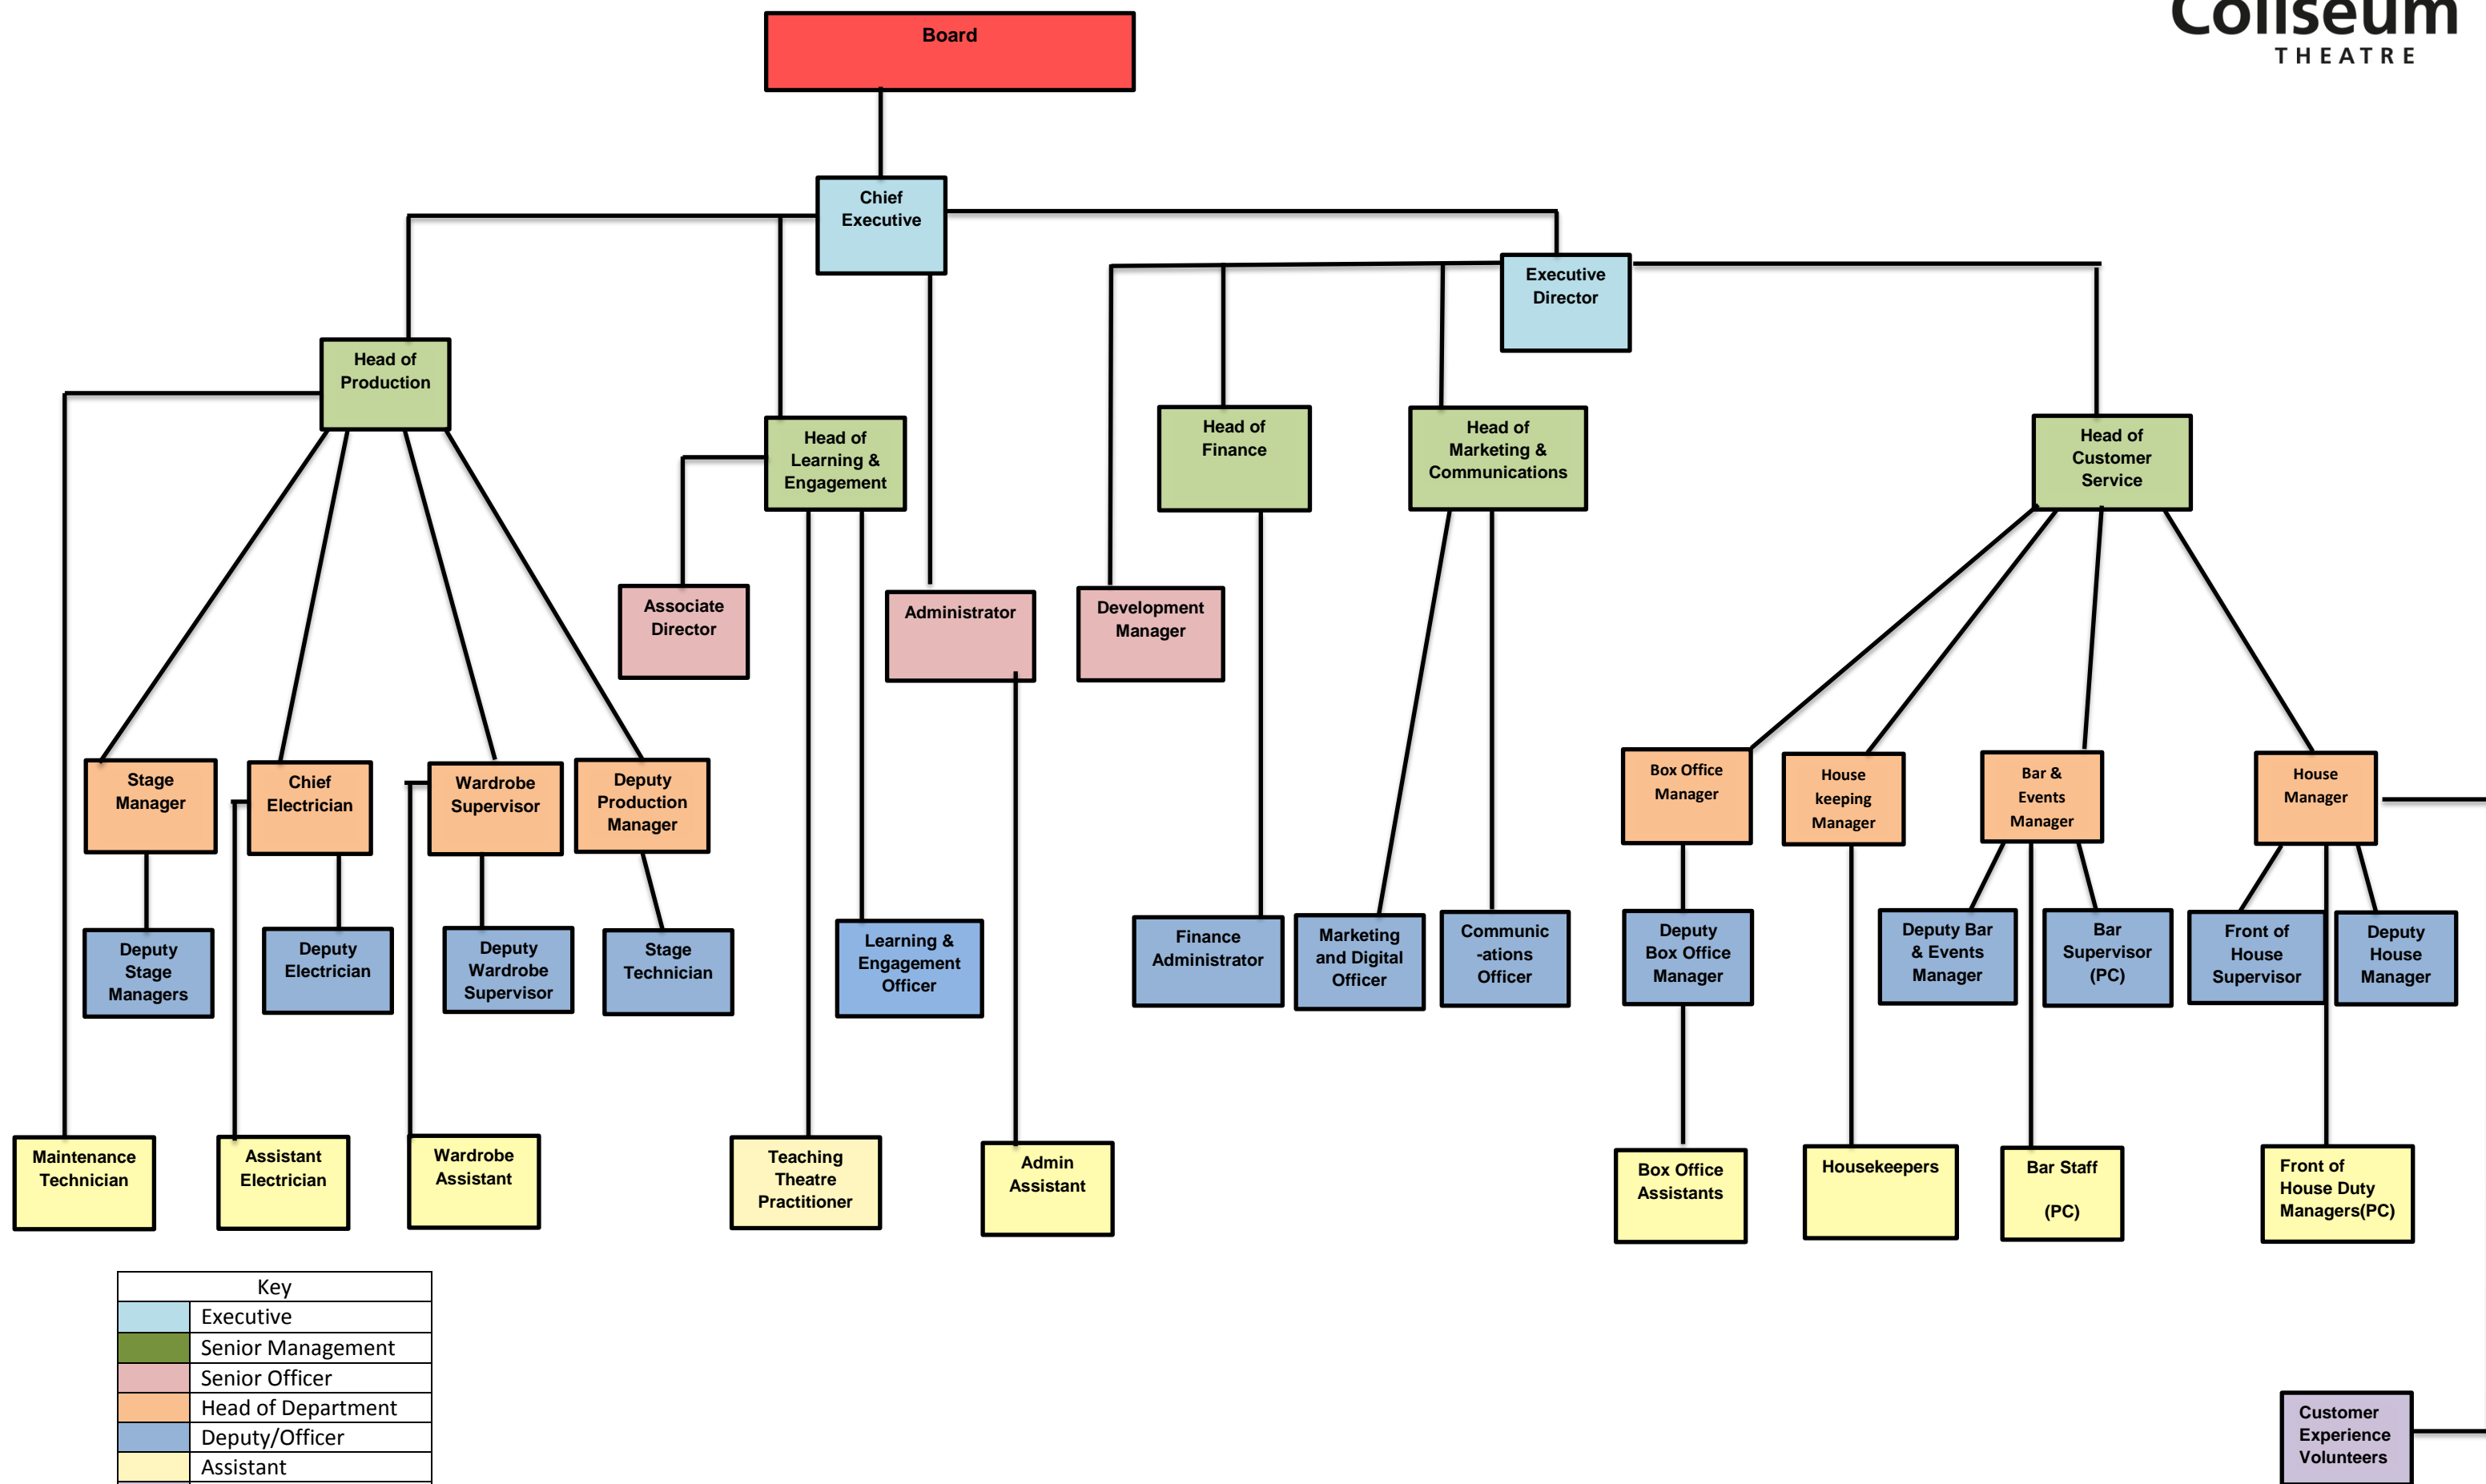 Coliseum
THEATRE
Board
Chief
Executive
Executive
Director
Head of
Production
Head of
Learning &
Engagement
Head of
Finance
Head of
Marketing &
Communications
Head of
Customer
Service
Associate
Director
Administrator
Development
Manager
Stage
Manager
Chief
Electrician
Wardrobe
Supervisor
Deputy
Production
Manager
Box Office
Manager
House
keeping
Manager
Bar &
Events
Manager
House
Manager
Deputy
Stage
Managers
Deputy
Electrician
Deputy
Wardrobe
Supervisor
Stage
Technician
Learning &
Engagement
Officer
Finance
Administrator
Marketing
and Digital
Officer
Communic
-ations
Officer
Deputy
Box Office
Manager
Deputy Bar
& Events
Manager
Bar
Supervisor
(PC)
Front of
House
Supervisor
Deputy
House
Manager
Maintenance
Technician
Assistant
Electrician
Wardrobe
Assistant
Teaching
Theatre
Practitioner
Admin
Assistant
Box Office
Assistants
Housekeepers
Bar Staff
(PC)
Front of
House Duty
Managers(PC)
Key
Executive
Senior Management
Senior Officer
Head of Department
Deputy/Officer
Assistant
Customer
Experience
Volunteers